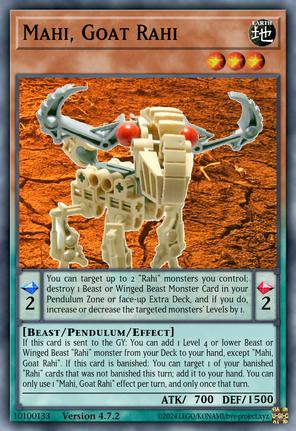 Mahi, Goat Rahi
EARTH
地
You can target up to 2 "Rahi" monsters you control;
destroy 1 Beast or Winged Beast Monster Card in your
Pendulum Zone or face-up Extra Deck, and if you do,
increase or decrease the targeted monsters' Levels by 1.
2
2
[Beast/Pendulum/Effect]
If this card is sent to the GY: You can add 1 Level 4 or lower Beast or
Winged Beast "Rahi" monster from your Deck to your hand, except "Mahi,
Goat Rahi". If this card is banished: You can target 1 of your banished
"Rahi" cards that was not banished this turn; add it to your hand. You can
only use 1 "Mahi, Goat Rahi" effect per turn, and only once that turn.
ATK/ 700 DEF/1500
10100133 Version 4.7.2 ©2024 LEGO/KONAMI/bye-project.xyz